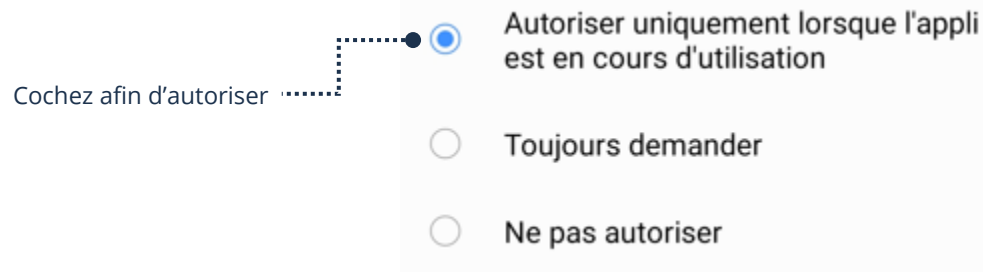 Autoriser uniquement lorsque l'appli
est en cours d'utilisation
Cochez afin d’autoriser
Toujours demander
Ne pas autoriser